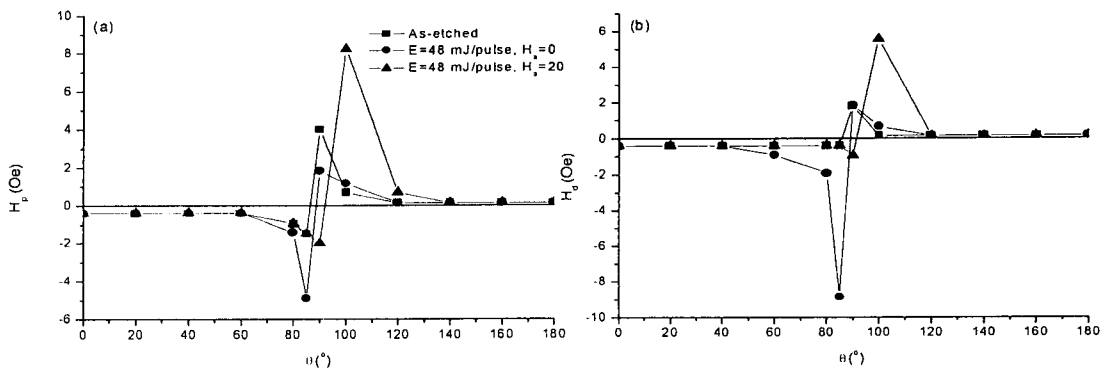 (a)
As-etched
E=48 mJ/pulse, Hₐ=0
E=48 mJ/pulse, Hₐ=20
10
8
6
4
2
0
-2
-4
-6
Hₚ (Oe)
0 20 40 60 80 100 120 140 160 180
θ(°)
(b)
6
4
2
0
-2
-4
-6
-8
-10
H_d (Oe)
0 20 40 60 80 100 120 140 160 180
θ(°)